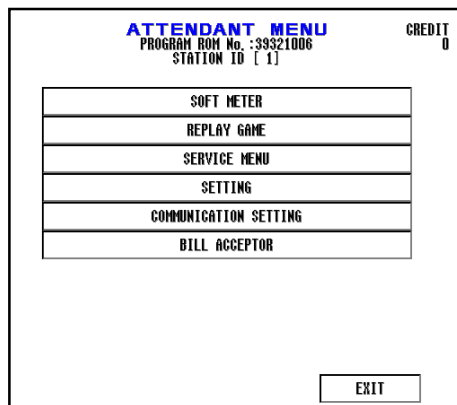 ATTENDANT MENU
CREDIT
PROGRAM ROM No. :39321006
0
STATION ID [ 1]
SOFT METER
REPLAY GAME
SERVICE MENU
SETTING
COMMUNICATION SETTING
BILL ACCEPTOR
EXIT